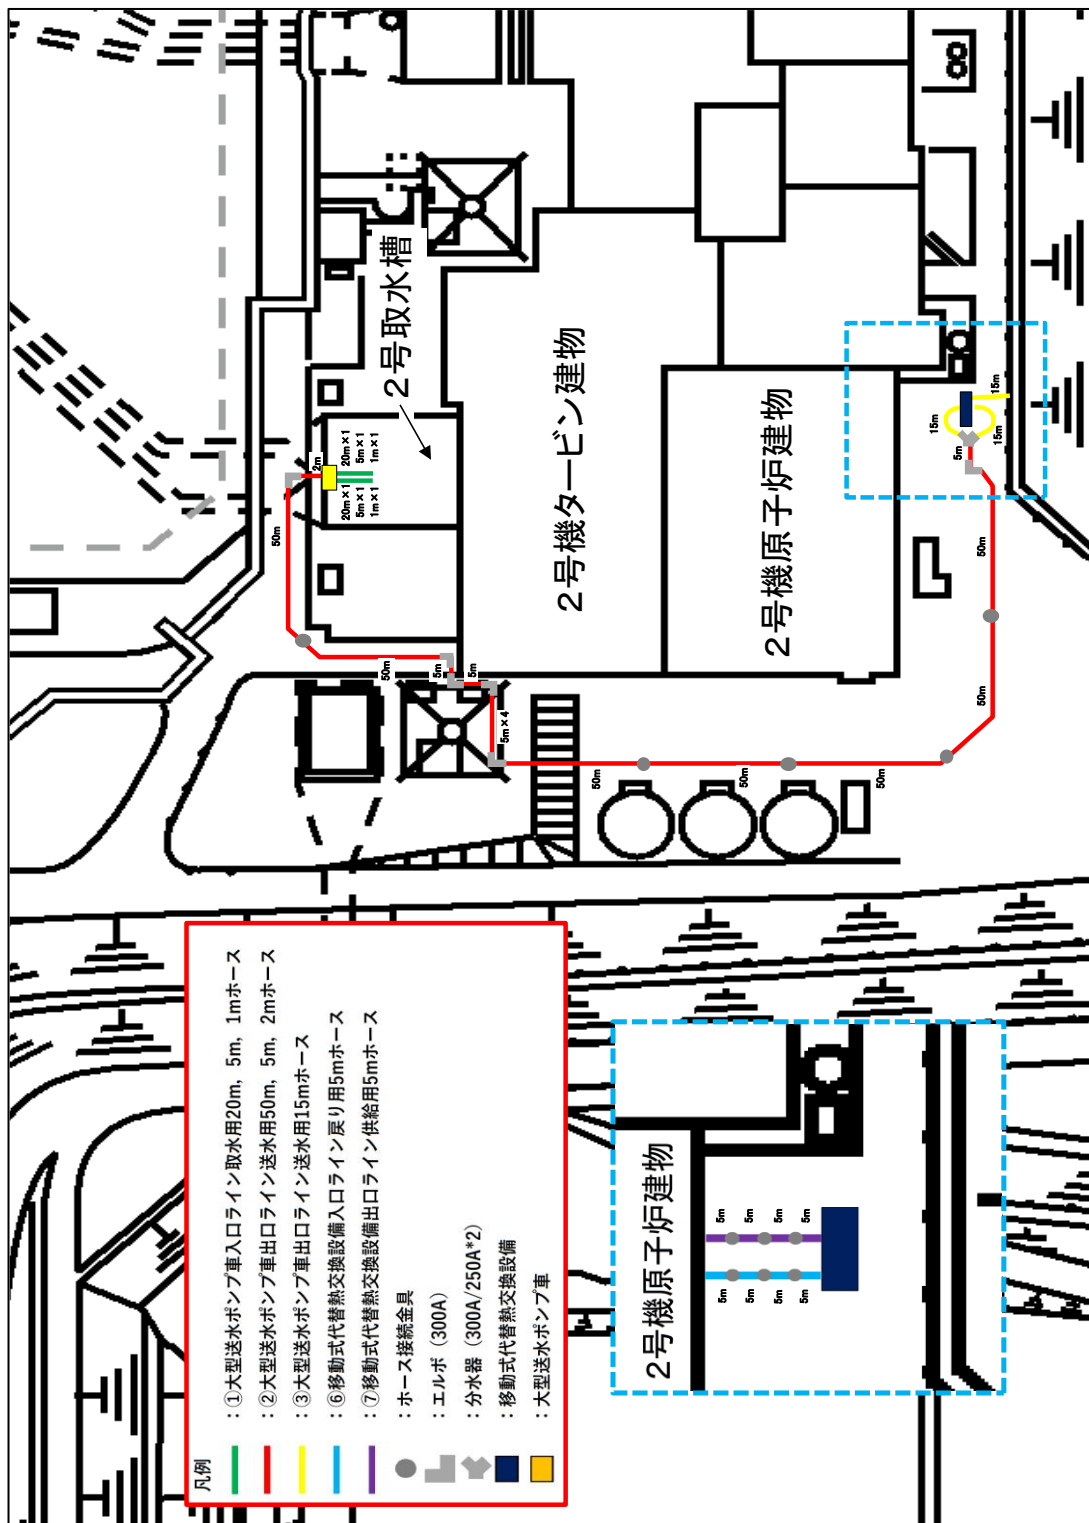 凡例
：①大型送水ポンプ車入口ライン取水用20m，5m，1mホース
：②大型送水ポンプ車出口ライン送水用50m，5m，2mホース
：③大型送水ポンプ車出口ライン送水用15mホース
：⑥移動式代替熱交換設備入口ライン戻り用5mホース
：⑦移動式代替熱交換設備出口ライン供給用5mホース
：ホース接続金具
：エルボ（300A）
：分水器（300A/250A*2）
：移動式代替熱交換設備
：大型送水ポンプ車
2号取水槽
2号機タービン建物
2号機原子炉建物
50m
2m
20m×1
5m×1
1m×1
20m×1
5m×1
1m×1
50m
5m
5m
5m×4
50m
50m
50m
50m
50m
5m
15m
15m
15m
2号機原子炉建物
5m
5m
5m
5m
5m
5m
5m
5m